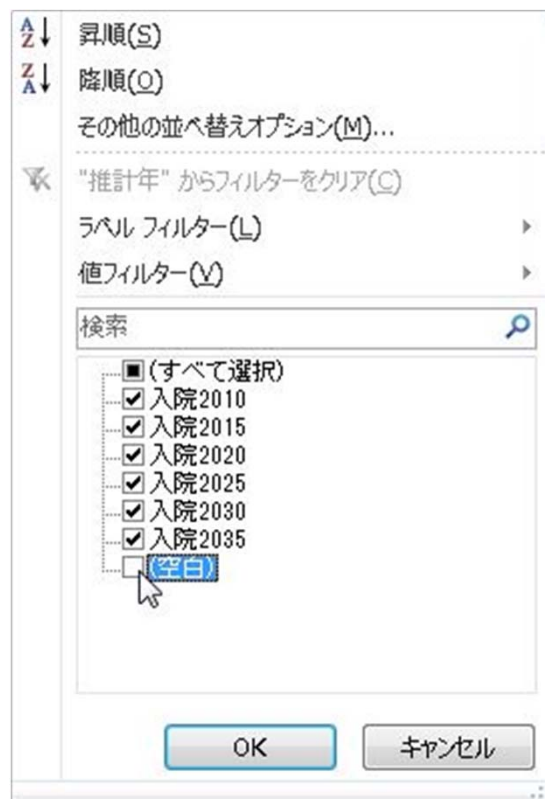 昇順(S)
降順(O)
その他の並べ替えオプション(M)...
"推計年" からフィルターをクリア(C)
ラベル フィルター(L)
値フィルター(V)
検索
(すべて選択)
入院2010
入院2015
入院2020
入院2025
入院2030
入院2035
(空白)
OK キャンセル